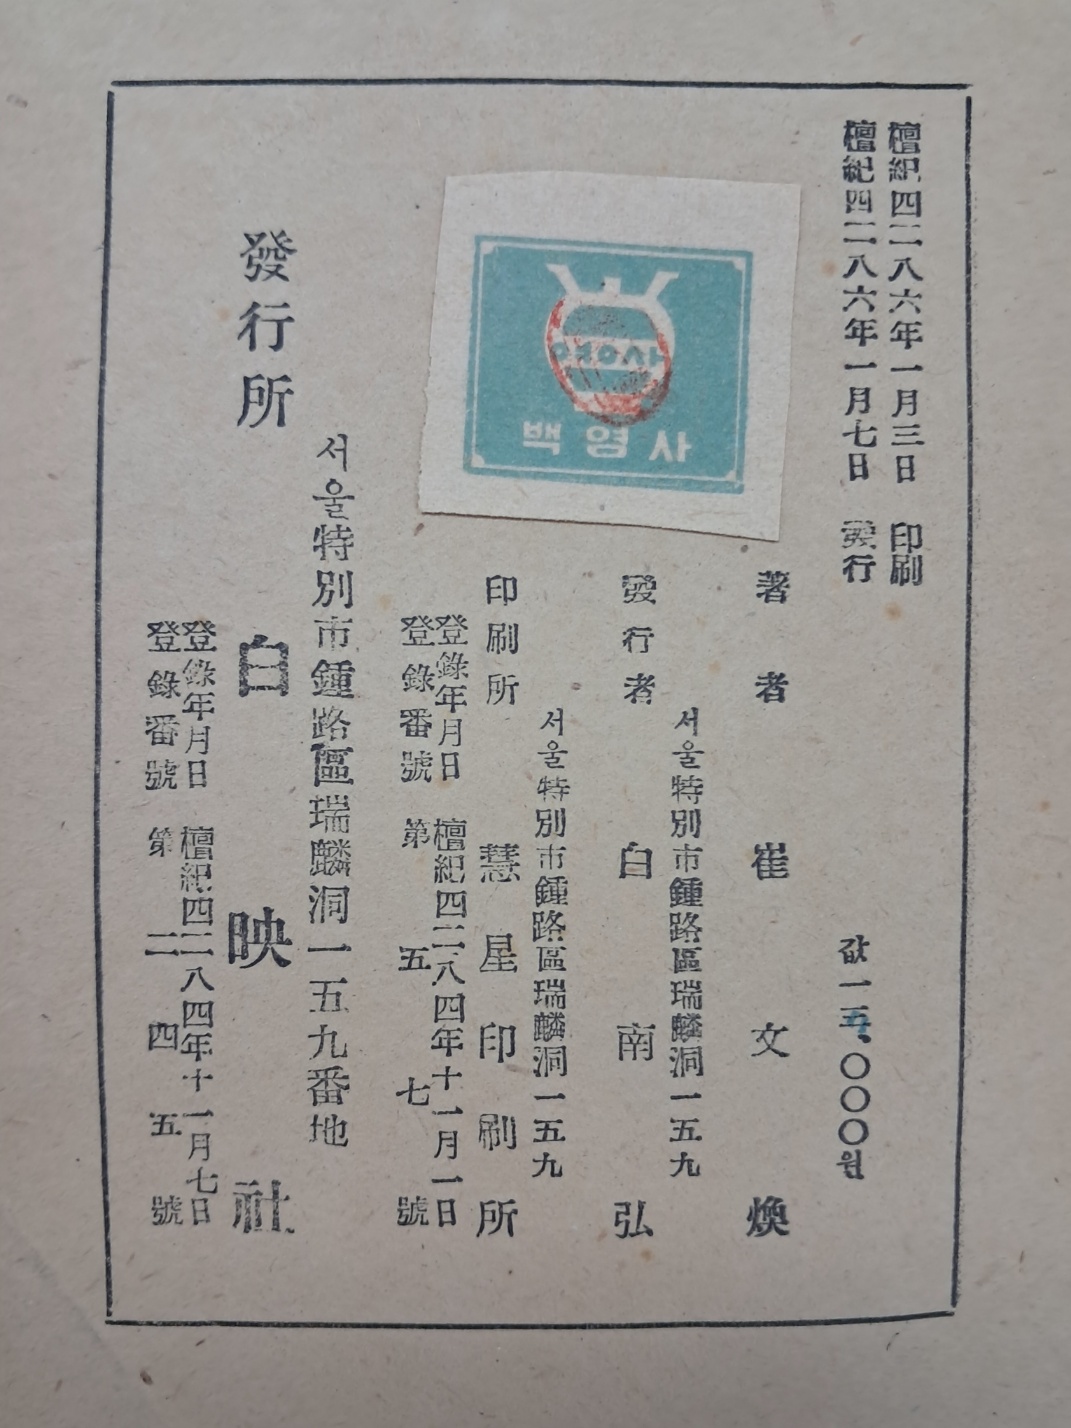 檀紀四二八六年一月三日 印刷
檀紀四二八六年一月七日 發行
값一五、〇〇〇원
著者 崔文煥
서울特別市鍾路區瑞麟洞一五九
發行者 白南弘
서울特別市鍾路區瑞麟洞一五九
印刷所 慧星印刷所
登錄年月日 檀紀四二八四年十一月一日
登錄番號 第五七號
서울特別市鍾路區瑞麟洞一五九番地
發行所 白映社
登錄年月日 檀紀四二八四年十一月七日
登錄番號 第二四五號
백영사